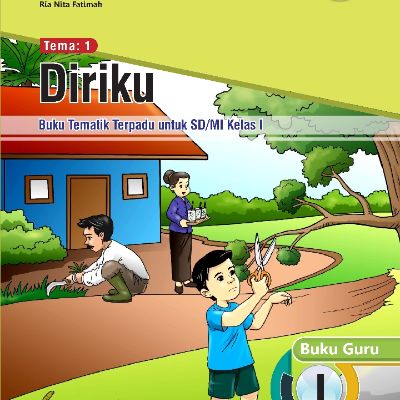 Ria Nita Fatimah
Tema: 1
Diriku
Buku Tematik Terpadu untuk SD/MI Kelas I
Buku Guru
I